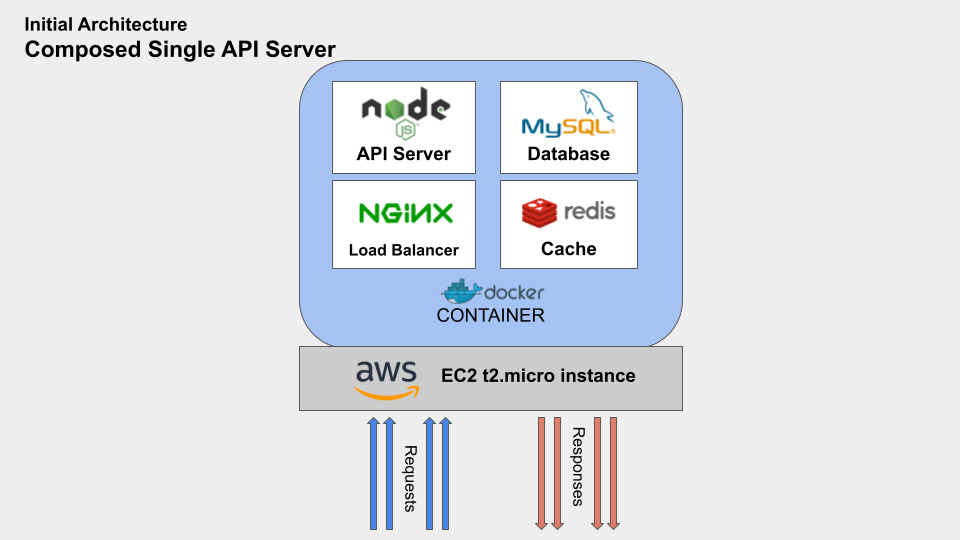 Initial Architecture
Composed Single API Server
node
JS
API Server
MySQL
Database
NGINX
Load Balancer
redis
Cache
docker
CONTAINER
aws
EC2 t2.micro instance
Requests
Responses